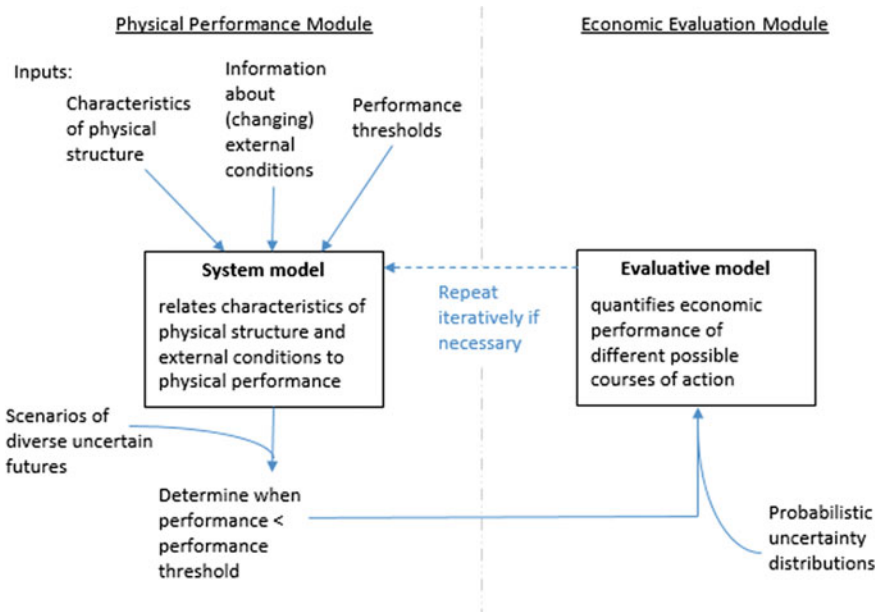 Physical Performance Module
Economic Evaluation Module
Inputs:
Characteristics
of physical
structure
Information
about
(changing)
external
conditions
Performance
thresholds
System model
relates characteristics of
physical structure and
external conditions to
physical performance
Repeat
iteratively if
necessary
Evaluative model
quantifies economic
performance of
different possible
courses of action
Scenarios of
diverse uncertain
futures
Determine when
performance <
performance
threshold
Probabilistic
uncertainty
distributions